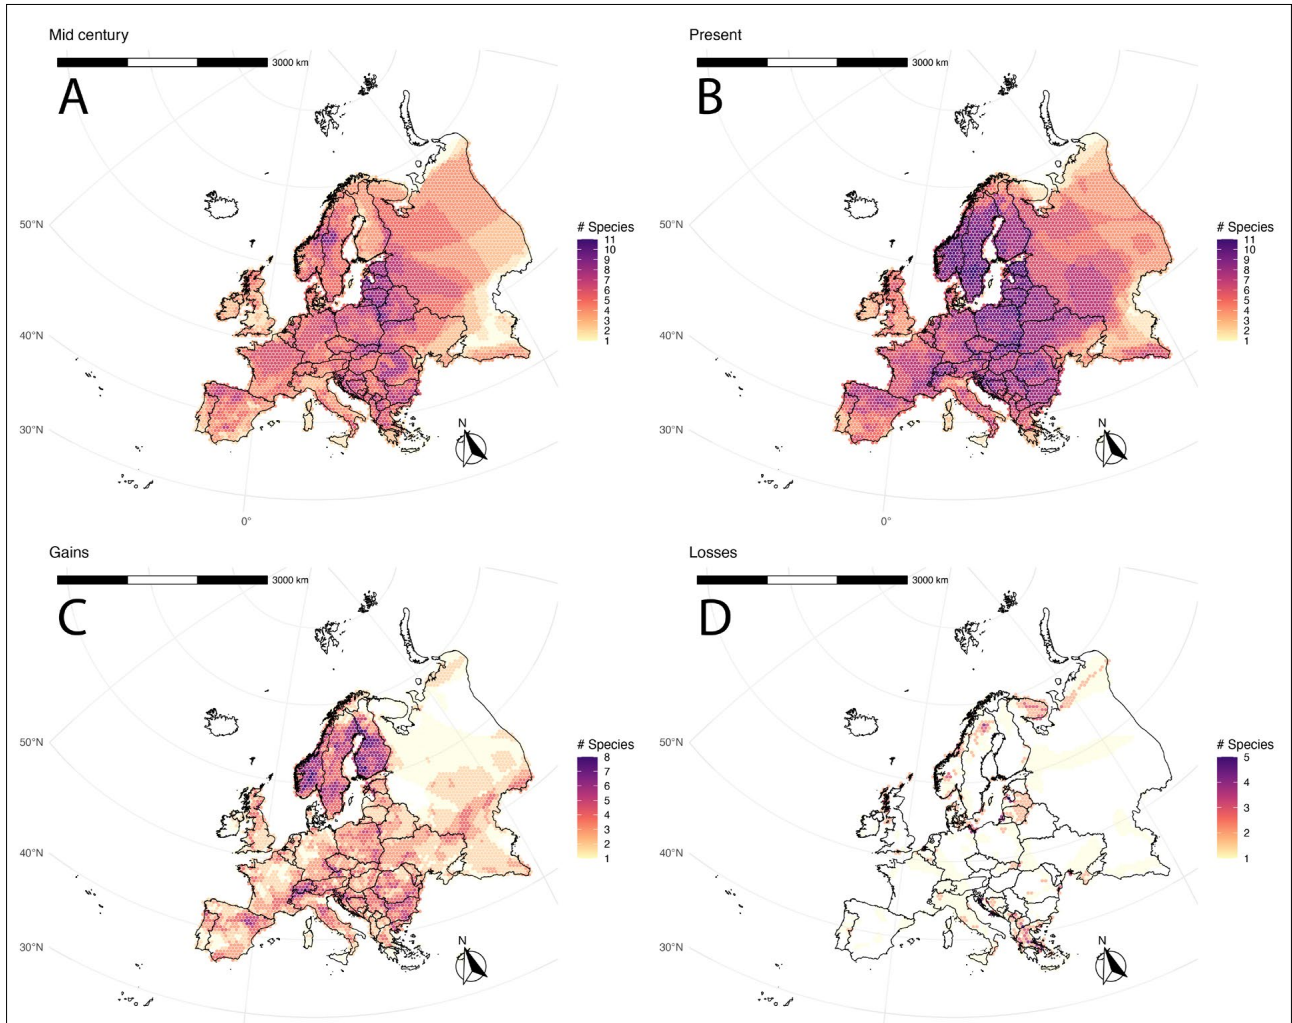 Mid century
3000 km
A
50°N
40°N
30°N
0°
# Species
11
10
9
8
7
6
5
4
3
2
1
N
Present
3000 km
B
50°N
40°N
30°N
0°
# Species
11
10
9
8
7
6
5
4
3
2
1
N
Gains
3000 km
C
50°N
40°N
30°N
# Species
8
7
6
5
4
3
2
1
N
Losses
3000 km
D
50°N
40°N
30°N
# Species
5
4
3
2
1
N